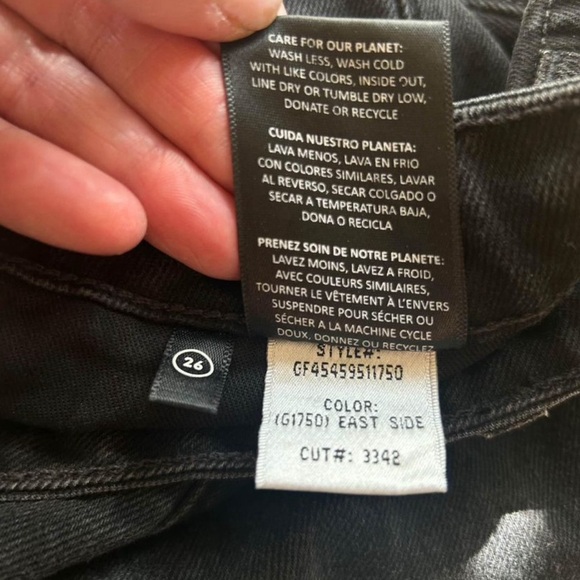 CARE FOR OUR PLANET:
WASH LESS, WASH COLD
WITH LIKE COLORS, INSIDE OUT,
LINE DRY OR TUMBLE DRY LOW,
DONATE OR RECYCLE
CUIDA NUESTRO PLANETA:
LAVA MENOS, LAVA EN FRIO
CON COLORES SIMILARES, LAVAR
AL REVERSO, SECAR COLGADO O
SECAR A TEMPERATURA BAJA,
DONA O RECICLA
PRENEZ SOIN DE NOTRE PLANETE:
LAVEZ MOINS, LAVEZ A FROID,
AVEC COULEURS SIMILAIRES,
TOURNER LE VÊTEMENT À L'ENVERS
SUSPENDRE POUR SÉCHER OU
SÉCHER A LA MACHINE CYCLE
DOUX, DONNEZ OU RECYCLEZ
26
STYLE#:
GF45459511750
COLOR:
(G1750) EAST SIDE
CUT#: 3342